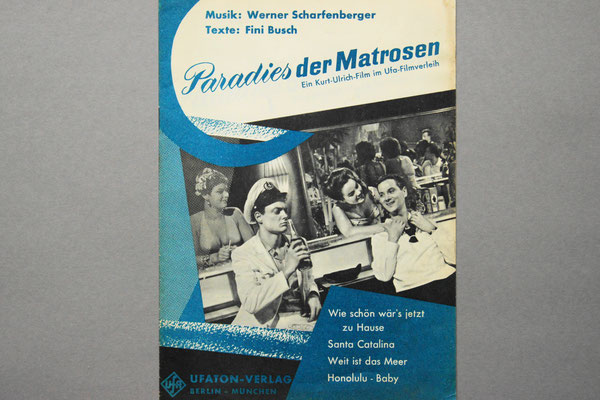 Musik: Werner Scharfenberger
Texte: Fini Busch
Paradies der Matrosen
Ein Kurt-Ulrich-Film im Ufa-Filmverleih
Wie schön wär's jetzt
zu Hause
Santa Catalina
Weit ist das Meer
Honolulu - Baby
Ufa UFATON-VERLAG
BERLIN - MÜNCHEN